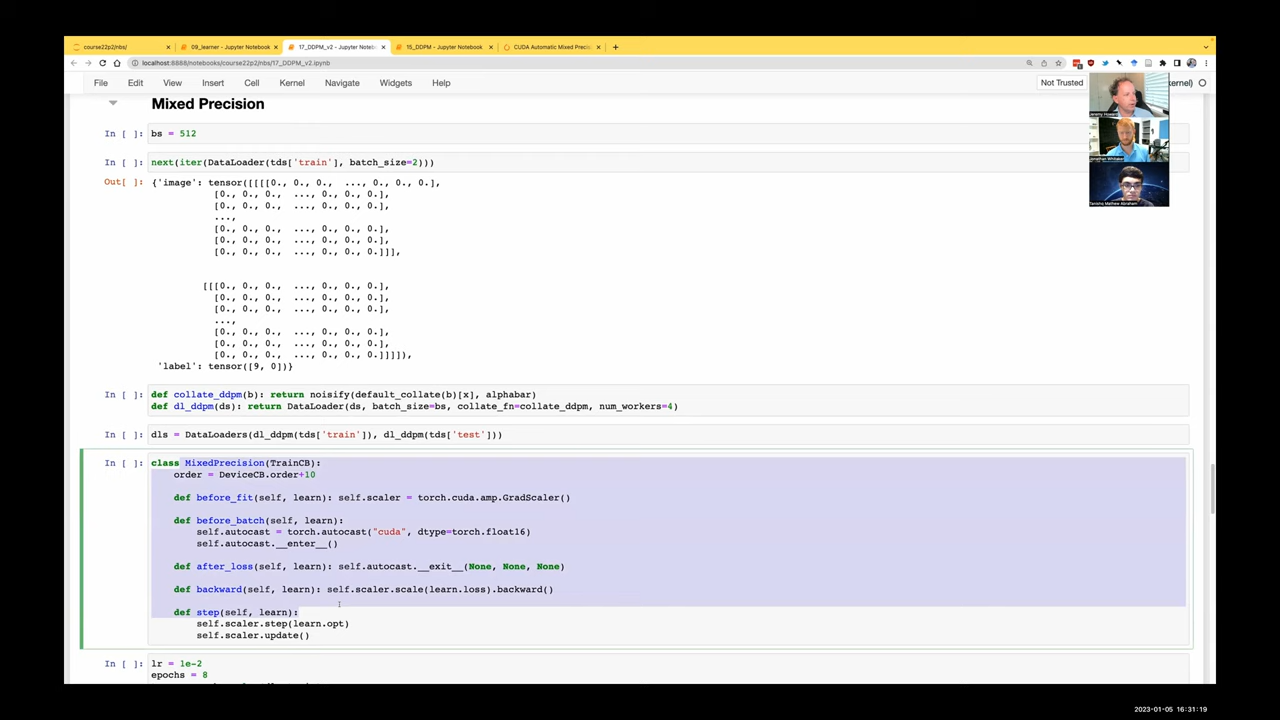 course22p2/nbs/
09_learner - Jupyter Notebook
17_DDPM_v2 - Jupyter Notebook
15_DDPM - Jupyter Notebook
CUDA Automatic Mixed Precis
localhost:8888/notebooks/course22p2/nbs/17_DDPM_v2.ipynb
File Edit View Insert Cell Kernel Navigate Widgets Help
Not Trusted
kernel)
Jeremy Howard
Jonathan Whitaker
Tanishq Mathew Abraham
Mixed Precision
In [ ]: bs = 512
In [ ]: next(iter(DataLoader(tds['train'], batch_size=2)))
Out[ ]: {'image': tensor([[[[0., 0., 0.,  ..., 0., 0., 0.],
[0., 0., 0.,  ..., 0., 0., 0.],
[0., 0., 0.,  ..., 0., 0., 0.],
...,
[0., 0., 0.,  ..., 0., 0., 0.],
[0., 0., 0.,  ..., 0., 0., 0.],
[0., 0., 0.,  ..., 0., 0., 0.]]],
[[[0., 0., 0.,  ..., 0., 0., 0.],
[0., 0., 0.,  ..., 0., 0., 0.],
[0., 0., 0.,  ..., 0., 0., 0.],
...,
[0., 0., 0.,  ..., 0., 0., 0.],
[0., 0., 0.,  ..., 0., 0., 0.],
[0., 0., 0.,  ..., 0., 0., 0.]]]]),
'label': tensor([9, 0])}
In [ ]: def collate_ddpm(b): return noisify(default_collate(b)[x], alphabar)
def dl_ddpm(ds): return DataLoader(ds, batch_size=bs, collate_fn=collate_ddpm, num_workers=4)
In [ ]: dls = DataLoaders(dl_ddpm(tds['train']), dl_ddpm(tds['test']))
In [ ]: class MixedPrecision(TrainCB):
order = DeviceCB.order+10
def before_fit(self, learn): self.scaler = torch.cuda.amp.GradScaler()
def before_batch(self, learn):
self.autocast = torch.autocast("cuda", dtype=torch.float16)
self.autocast.__enter__()
def after_loss(self, learn): self.autocast.__exit__(None, None, None)
def backward(self, learn): self.scaler.scale(learn.loss).backward()
def step(self, learn):
self.scaler.step(learn.opt)
self.scaler.update()
In [ ]: lr = 1e-2
epochs = 8
2023-01-05 16:31:19